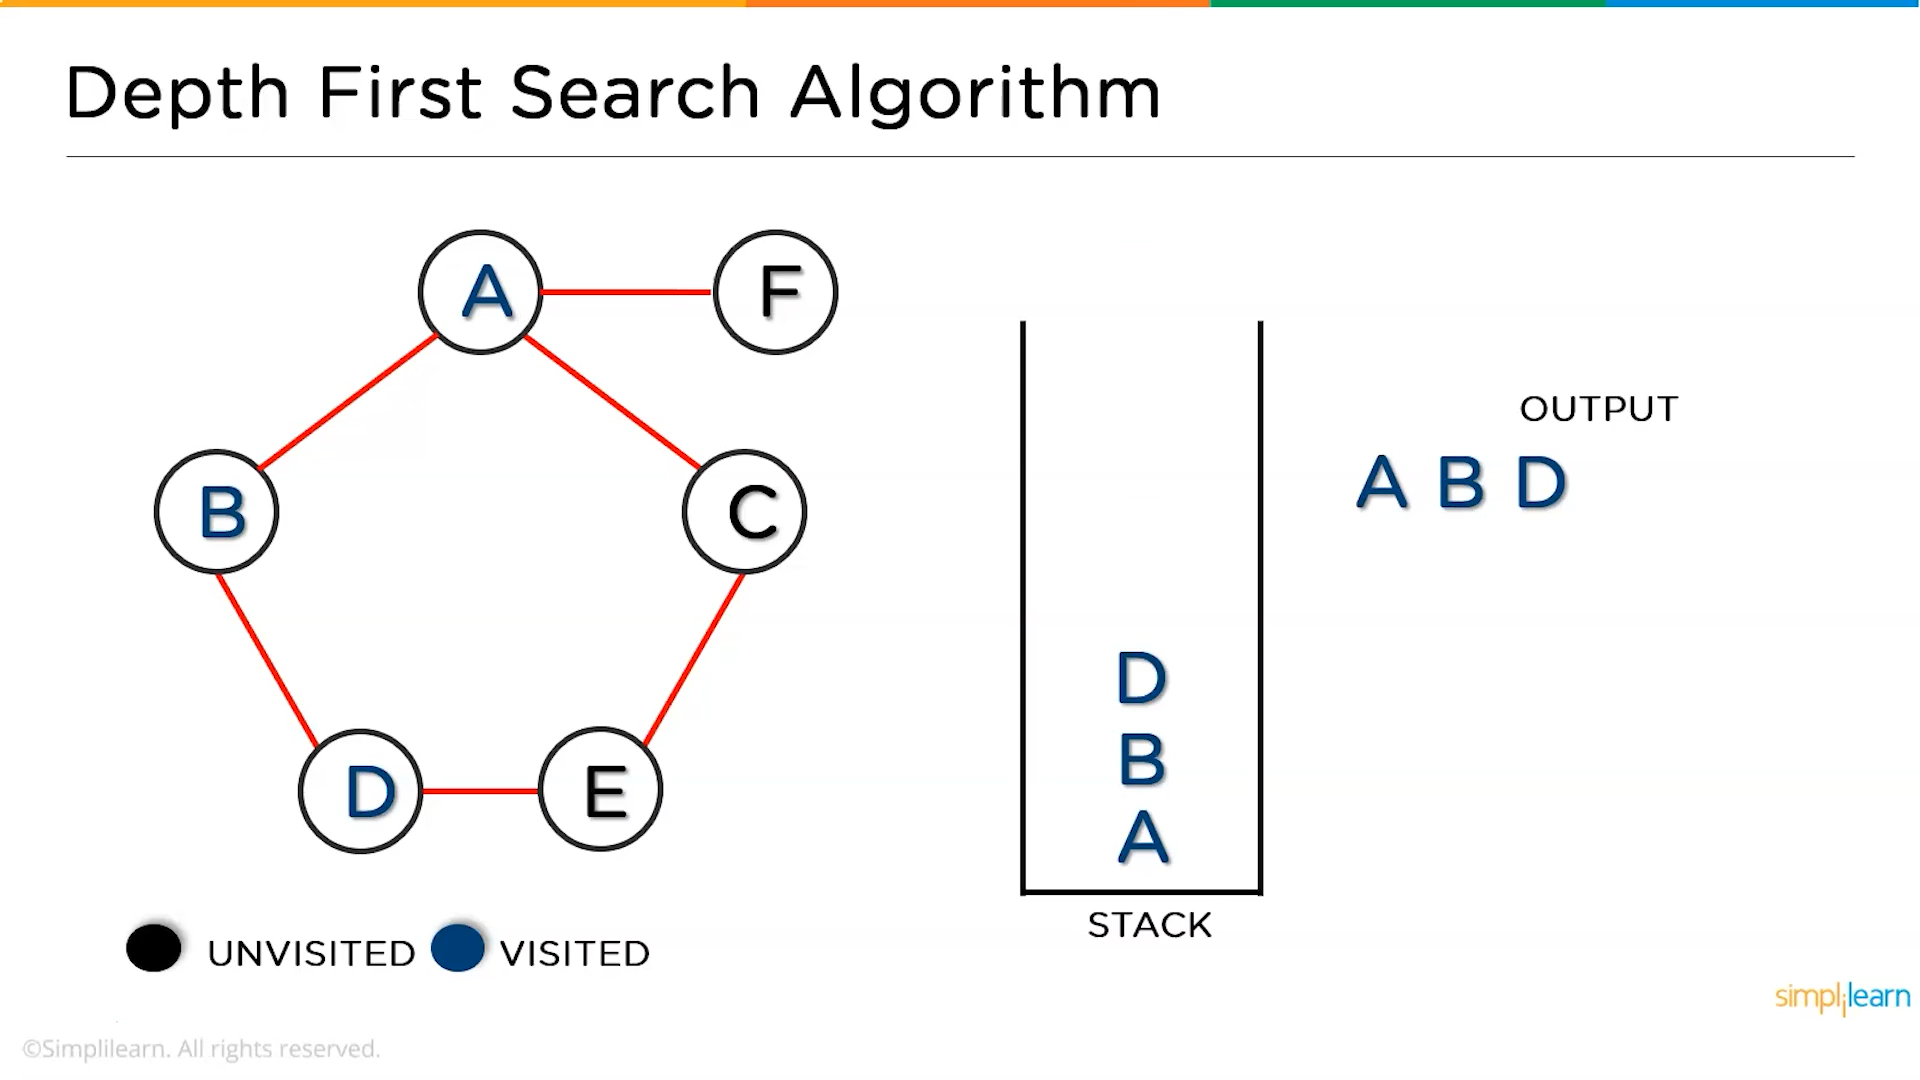 Depth First Search Algorithm
A
F
B
C
D
E
UNVISITED
VISITED
D
B
A
STACK
OUTPUT
A B D
simplilearn
©Simplilearn. All rights reserved.